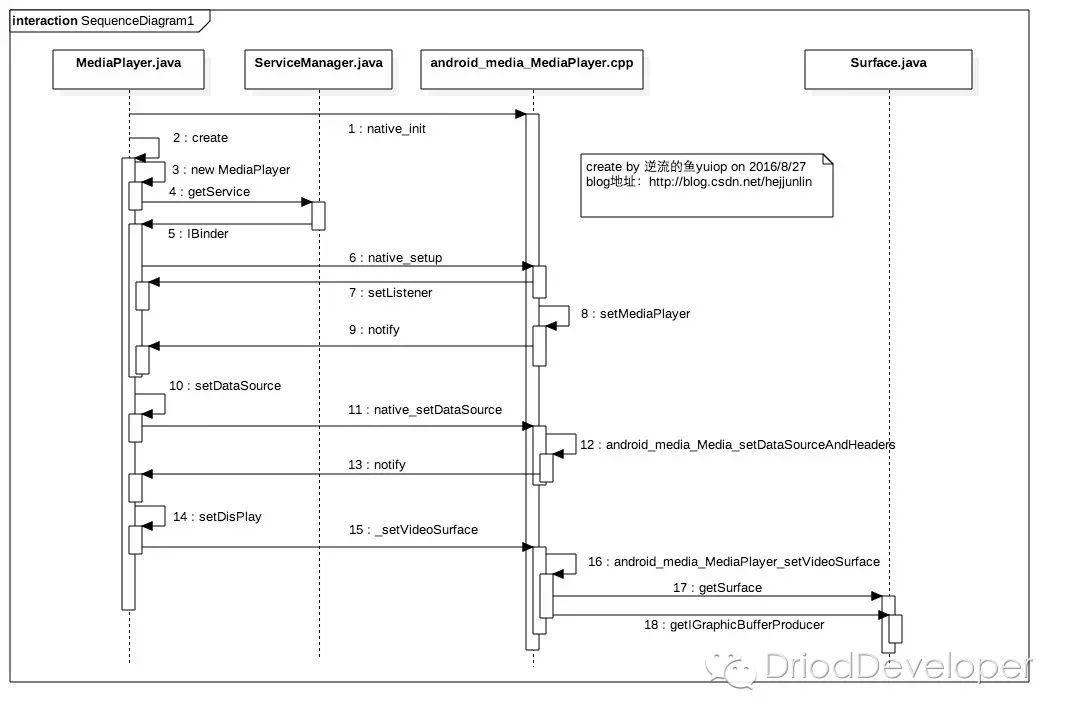 interaction SequenceDiagram1
MediaPlayer.java
ServiceManager.java
android_media_MediaPlayer.cpp
Surface.java
1 : native_init
2 : create
3 : new MediaPlayer
4 : getService
5 : IBinder
create by 逆流的鱼yuiop on 2016/8/27
blog地址：http://blog.csdn.net/hejjunlin
6 : native_setup
7 : setListener
8 : setMediaPlayer
9 : notify
10 : setDataSource
11 : native_setDataSource
12 : android_media_Media_setDataSourceAndHeaders
13 : notify
14 : setDisPlay
15 : _setVideoSurface
16 : android_media_MediaPlayer_setVideoSurface
17 : getSurface
18 : getIGraphicBufferProducer
DriodDeveloper